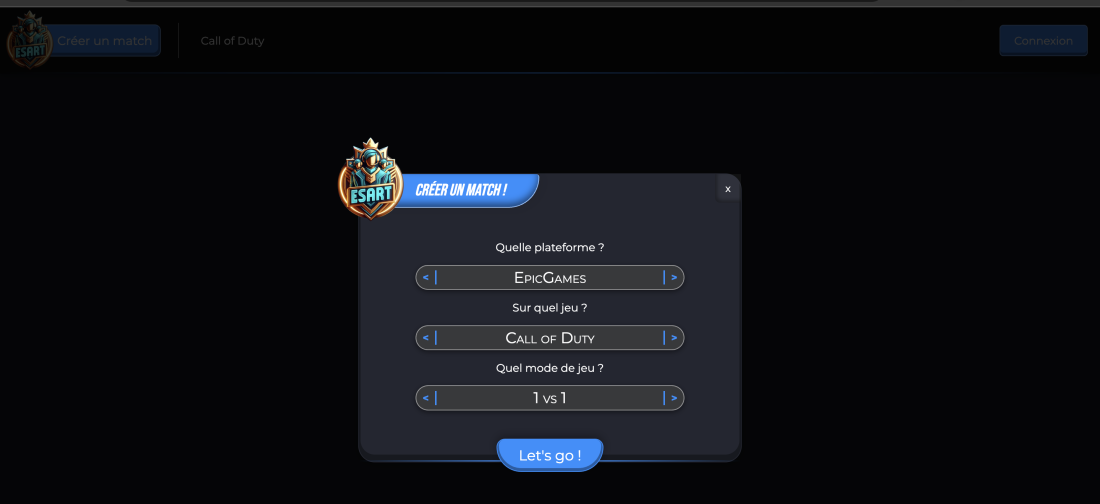 ESART
Créer un match
Call of Duty
Connexion
ESART
CRÉER UN MATCH !
x
Quelle plateforme ?
< | EpicGames | >
Sur quel jeu ?
< | Call of Duty | >
Quel mode de jeu ?
< | 1 vs 1 | >
Let's go !